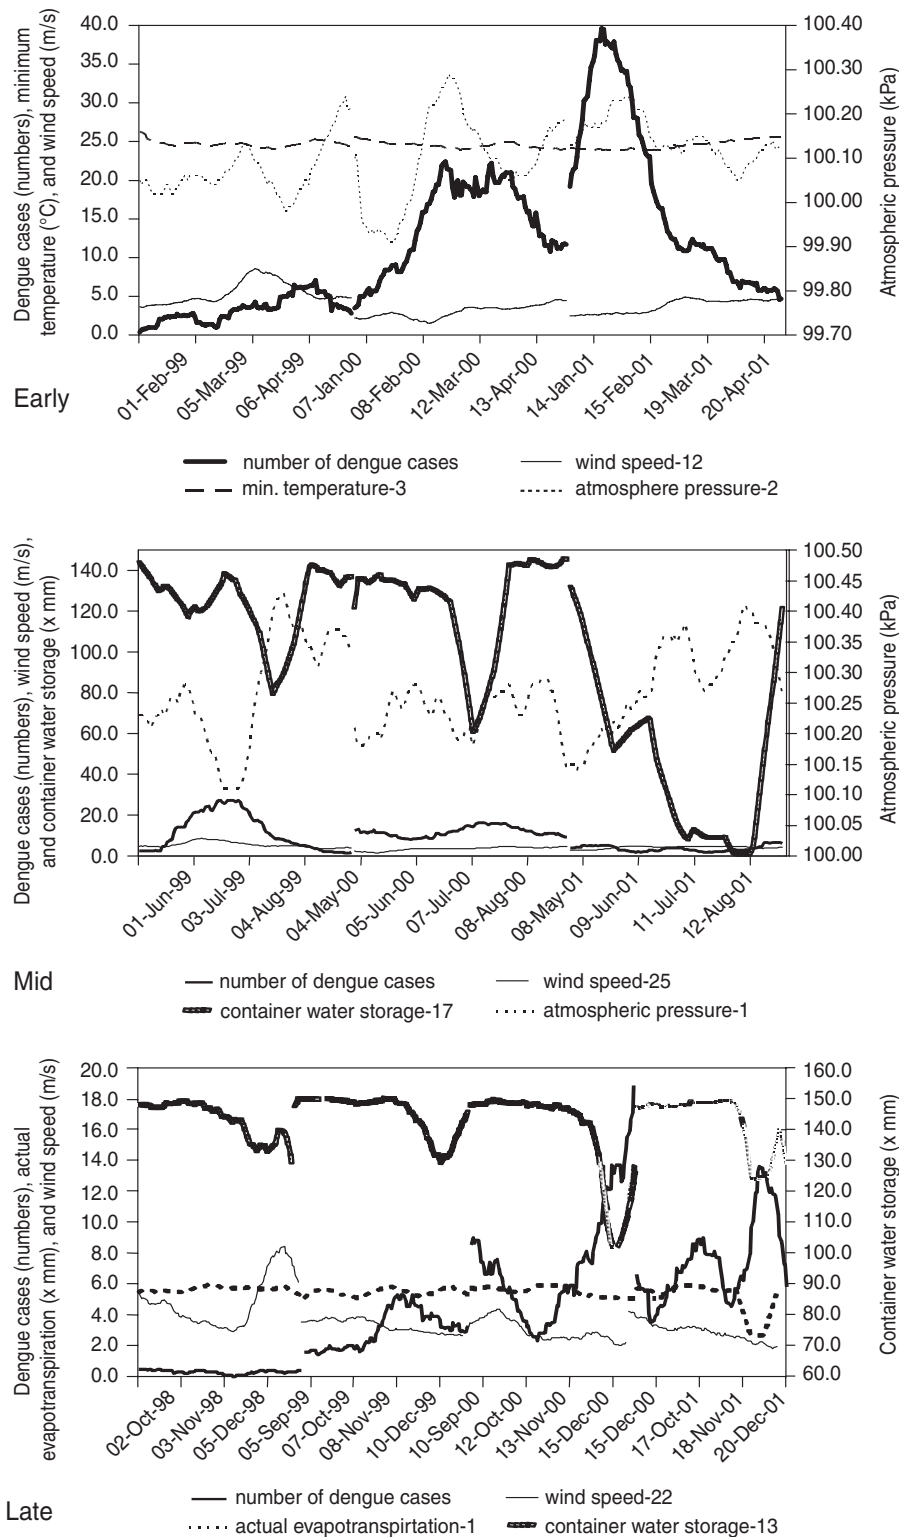 Dengue cases (numbers), minimum
temperature (°C), and wind speed (m/s)
40.0
35.0
30.0
25.0
20.0
15.0
10.0
5.0
0.0
100.40
100.30
100.20
100.10
100.00
99.90
99.80
99.70
Atmospheric pressure (kPa)
01-Feb-99
05-Mar-99
06-Apr-99
07-Jan-00
08-Feb-00
12-Mar-00
13-Apr-00
14-Jan-01
15-Feb-01
19-Mar-01
20-Apr-01
Early
number of dengue cases
wind speed-12
min. temperature-3
atmosphere pressure-2
Dengue cases (numbers), wind speed (m/s),
and container water storage (x mm)
140.0
120.0
100.0
80.0
60.0
40.0
20.0
0.0
100.50
100.45
100.40
100.35
100.30
100.25
100.20
100.15
100.10
100.05
100.00
Atmospheric pressure (kPa)
01-Jun-99
03-Jul-99
04-Aug-99
04-May-00
05-Jun-00
07-Jul-00
08-Aug-00
08-May-01
09-Jun-01
11-Jul-01
12-Aug-01
Mid
number of dengue cases
wind speed-25
container water storage-17
atmospheric pressure-1
Dengue cases (numbers), actual
evapotranspiration (x mm), and wind speed (m/s)
20.0
18.0
16.0
14.0
12.0
10.0
8.0
6.0
4.0
2.0
0.0
160.0
150.0
140.0
130.0
120.0
110.0
100.0
90.0
80.0
70.0
60.0
Container water storage (x mm)
02-Oct-98
03-Nov-98
05-Dec-98
05-Sep-99
07-Oct-99
08-Nov-99
10-Dec-99
10-Sep-00
12-Oct-00
13-Nov-00
15-Dec-00
15-Dec-00
17-Oct-01
18-Nov-01
20-Dec-01
Late
number of dengue cases
wind speed-22
actual evapotranspirtation-1
container water storage-13